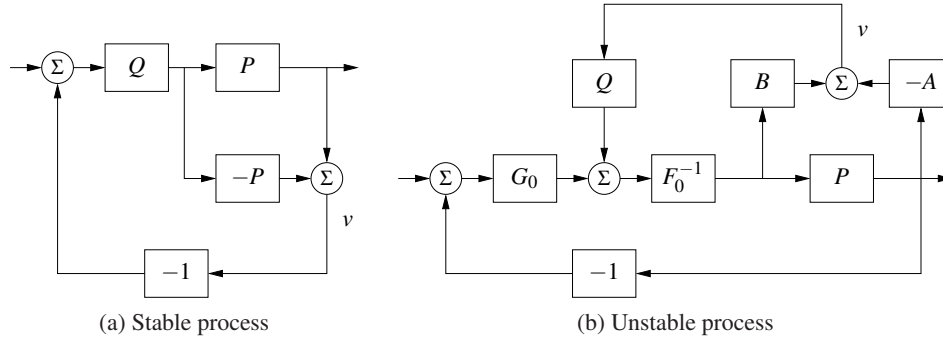 v
Σ
Q
P
Q
B
Σ
−A
−P
Σ
Σ
G₀
Σ
F₀⁻¹
P
v
−1
−1
(a) Stable process
(b) Unstable process